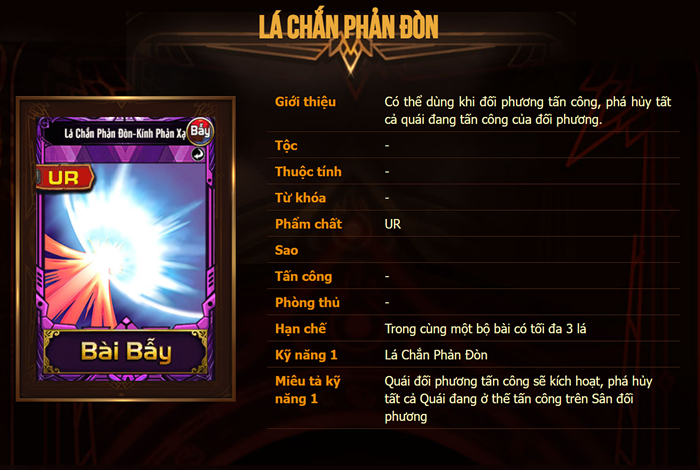 LÁ CHẮN PHẢN ĐÒN
Lá Chắn Phản Đòn-Kính Phản Xạ
Bẫy
UR
Bài Bẫy
Giới thiệu Có thể dùng khi đối phương tấn công, phá hủy tất
cả quái đang tấn công của đối phương.
Tộc -
Thuộc tính -
Từ khóa -
Phẩm chất UR
Sao
Tấn công -
Phòng thủ -
Hạn chế Trong cùng một bộ bài có tối đa 3 lá
Kỹ năng 1 Lá Chắn Phản Đòn
Miêu tả kỹ Quái đối phương tấn công sẽ kích hoạt, phá hủy
năng 1 tất cả Quái đang ở thế tấn công trên Sân đối
phương